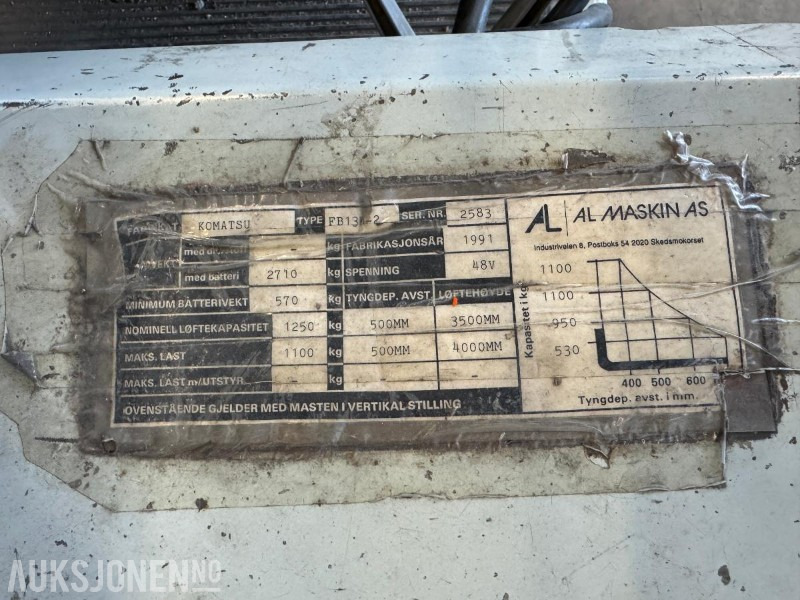 KOMATSU TYPE SER. NR. 2583
kg FABRIKASJONSÅR 1991
med batteri 2710 kg SPENNING 48V
MINIMUM BATTERIVEKT 570 kg TYNGDEP. AVST. LØFTEHØYDE
NOMINELL LØFTEKAPASITET 1250 kg 500MM 3500MM
MAKS. LAST 1100 kg 500MM 4000MM
MAKS. LAST m/UTSTYR - kg - -
OVENSTÅENDE GJELDER MED MASTEN I VERTIKAL STILLING
AL AL MASKIN AS
Industriveien 8, Postboks 54 2020 Skedsmokorset
Kapasitet i kg.
1100
1100
950
530
400 500 600
Tyngdep. avst. i mm.
AUKSJONEN.NO